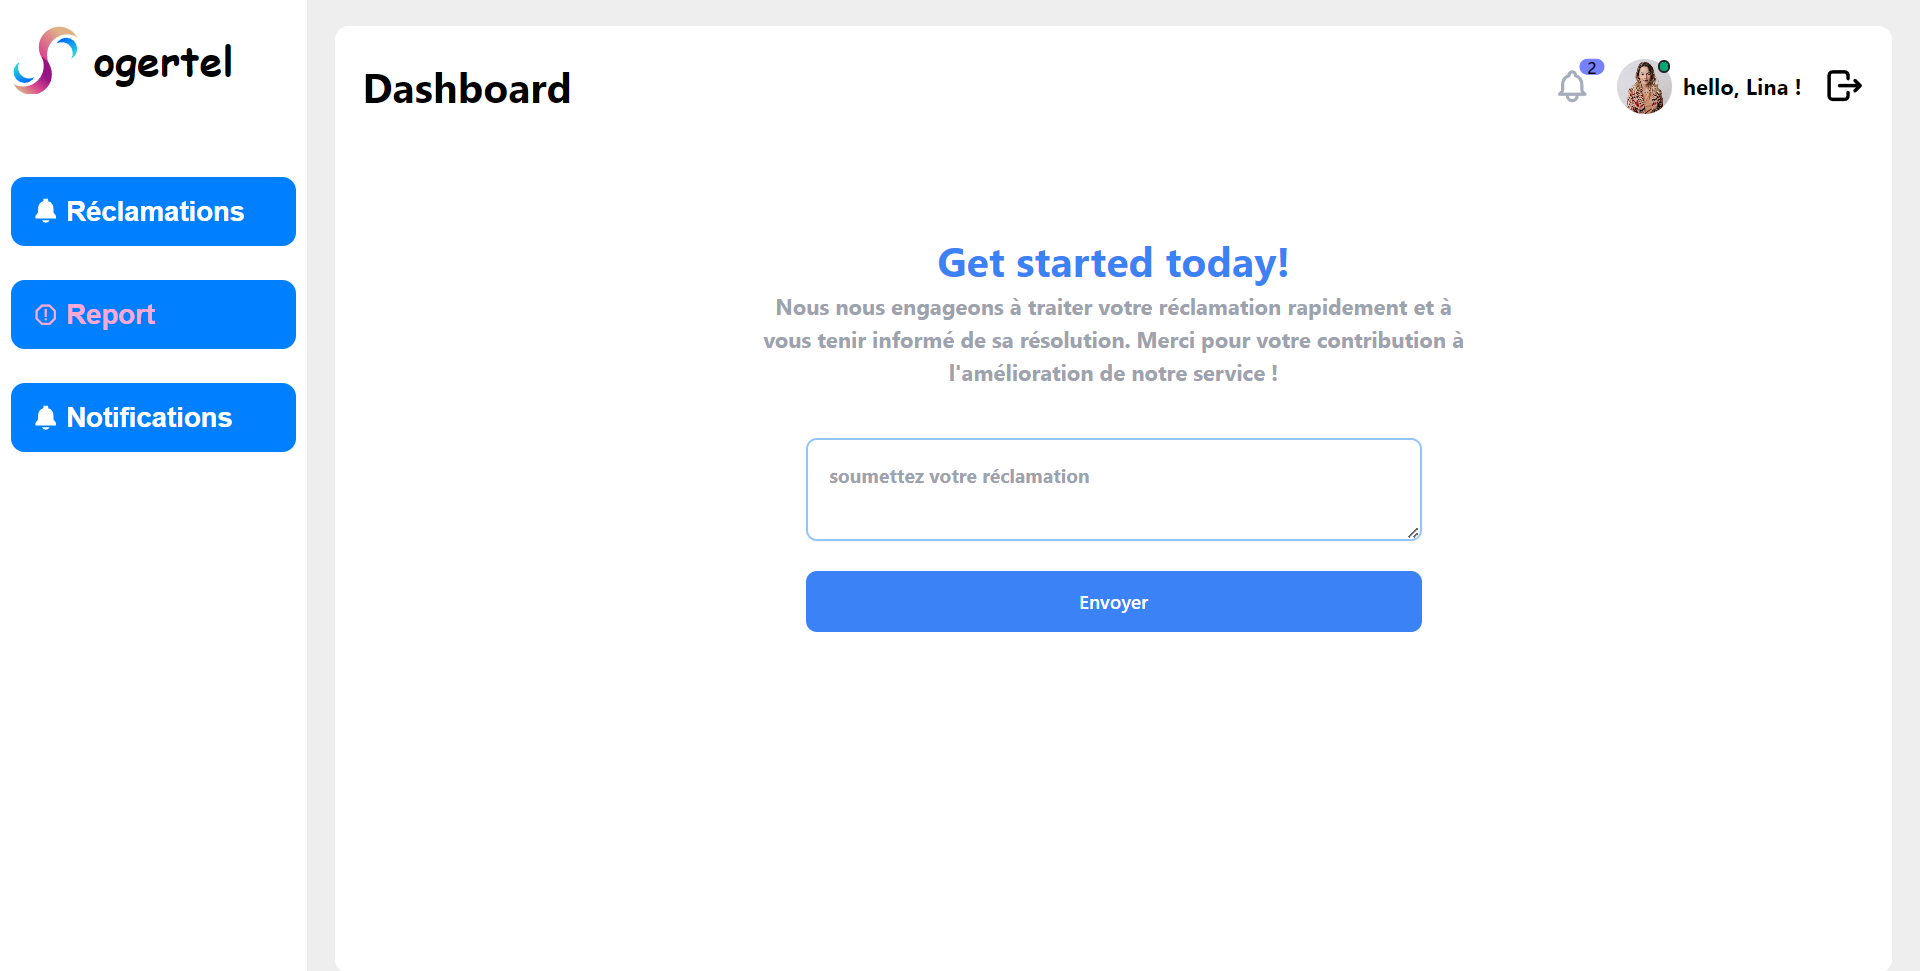 ogertel
Dashboard
2
hello, Lina !
Réclamations
Report
Notifications
Get started today!
Nous nous engageons à traiter votre réclamation rapidement et à
vous tenir informé de sa résolution. Merci pour votre contribution à
l'amélioration de notre service !
soumettez votre réclamation
Envoyer